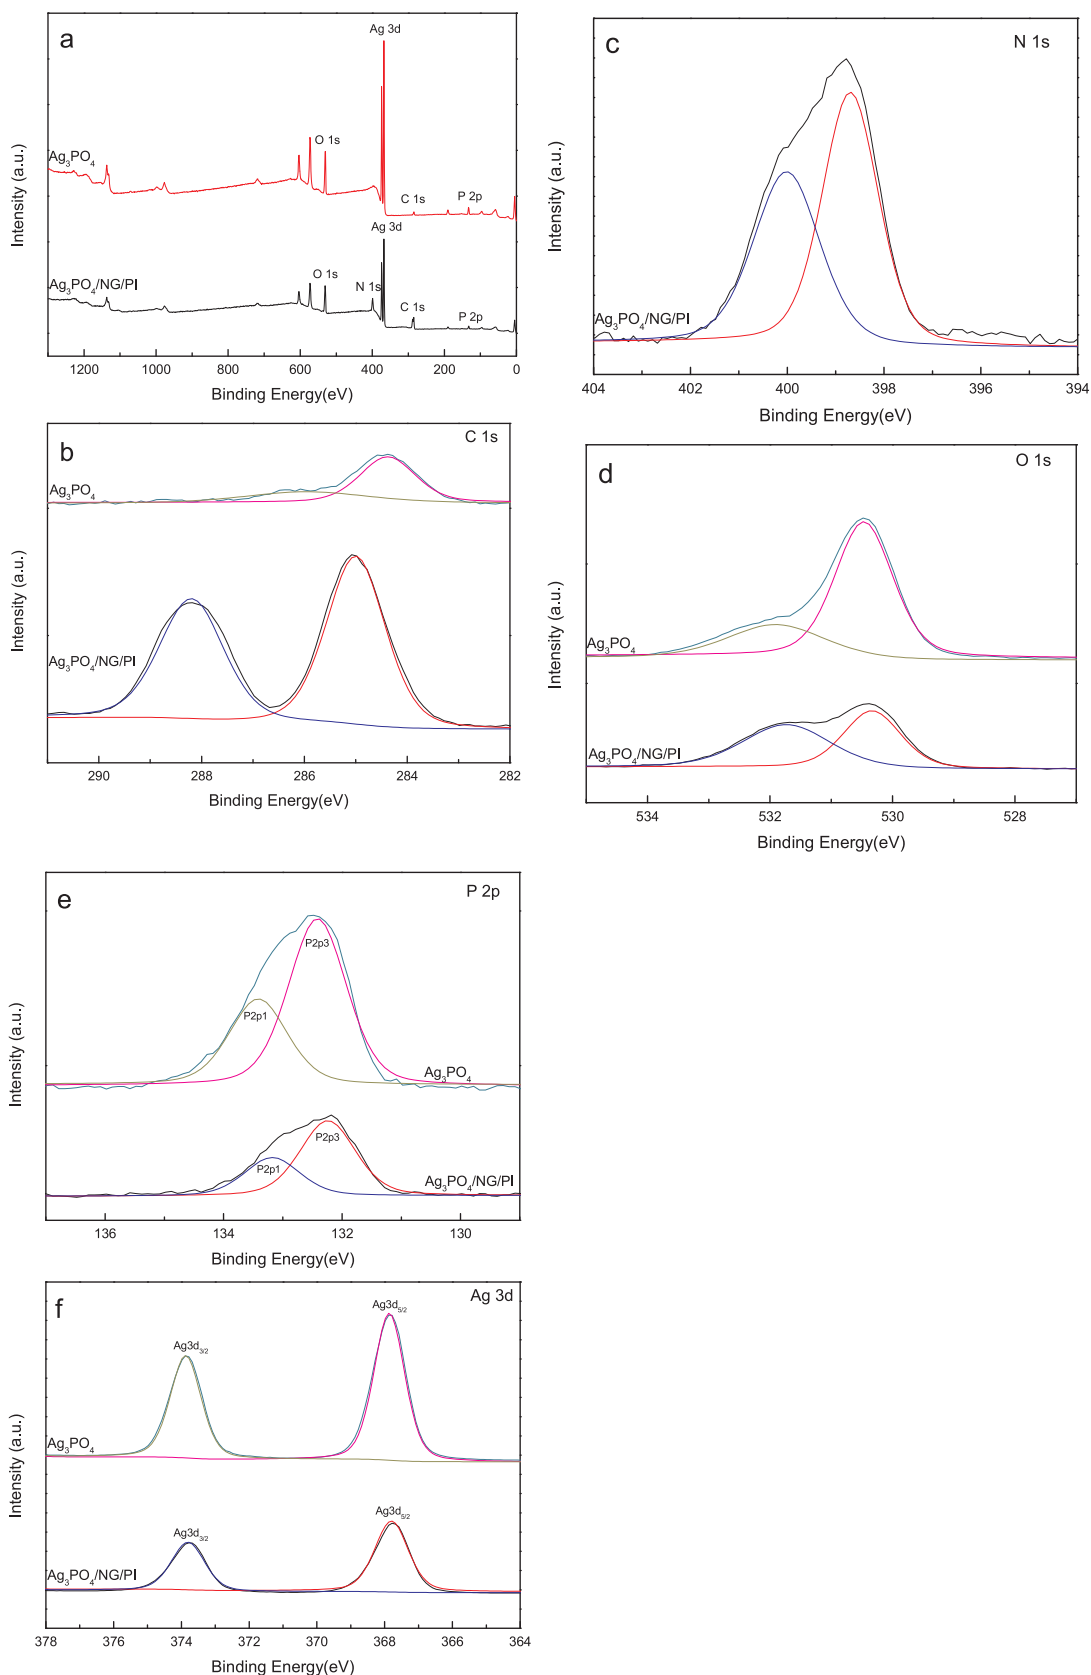 a
Ag 3d
O 1s
Ag₃PO₄
C 1s
P 2p
Ag 3d
O 1s
N 1s
Ag₃PO₄/NG/PI
C 1s
P 2p
Intensity (a.u.)
1200 1000 800 600 400 200 0
Binding Energy(eV)
c
N 1s
Ag₃PO₄/NG/PI
Intensity (a.u.)
404 402 400 398 396 394
Binding Energy(eV)
b
C 1s
Ag₃PO₄
Ag₃PO₄/NG/PI
Intensity (a.u.)
290 288 286 284 282
Binding Energy(eV)
d
O 1s
Ag₃PO₄
Ag₃PO₄/NG/PI
Intensity (a.u.)
534 532 530 528
Binding Energy(eV)
e
P 2p
P2p3
P2p1
Ag₃PO₄
P2p3
P2p1
Ag₃PO₄/NG/PI
Intensity (a.u.)
136 134 132 130
Binding Energy(eV)
f
Ag 3d
Ag3d₅/₂
Ag3d₃/₂
Ag₃PO₄
Ag3d₅/₂
Ag3d₃/₂
Ag₃PO₄/NG/PI
Intensity (a.u.)
378 376 374 372 370 368 366 364
Binding Energy(eV)